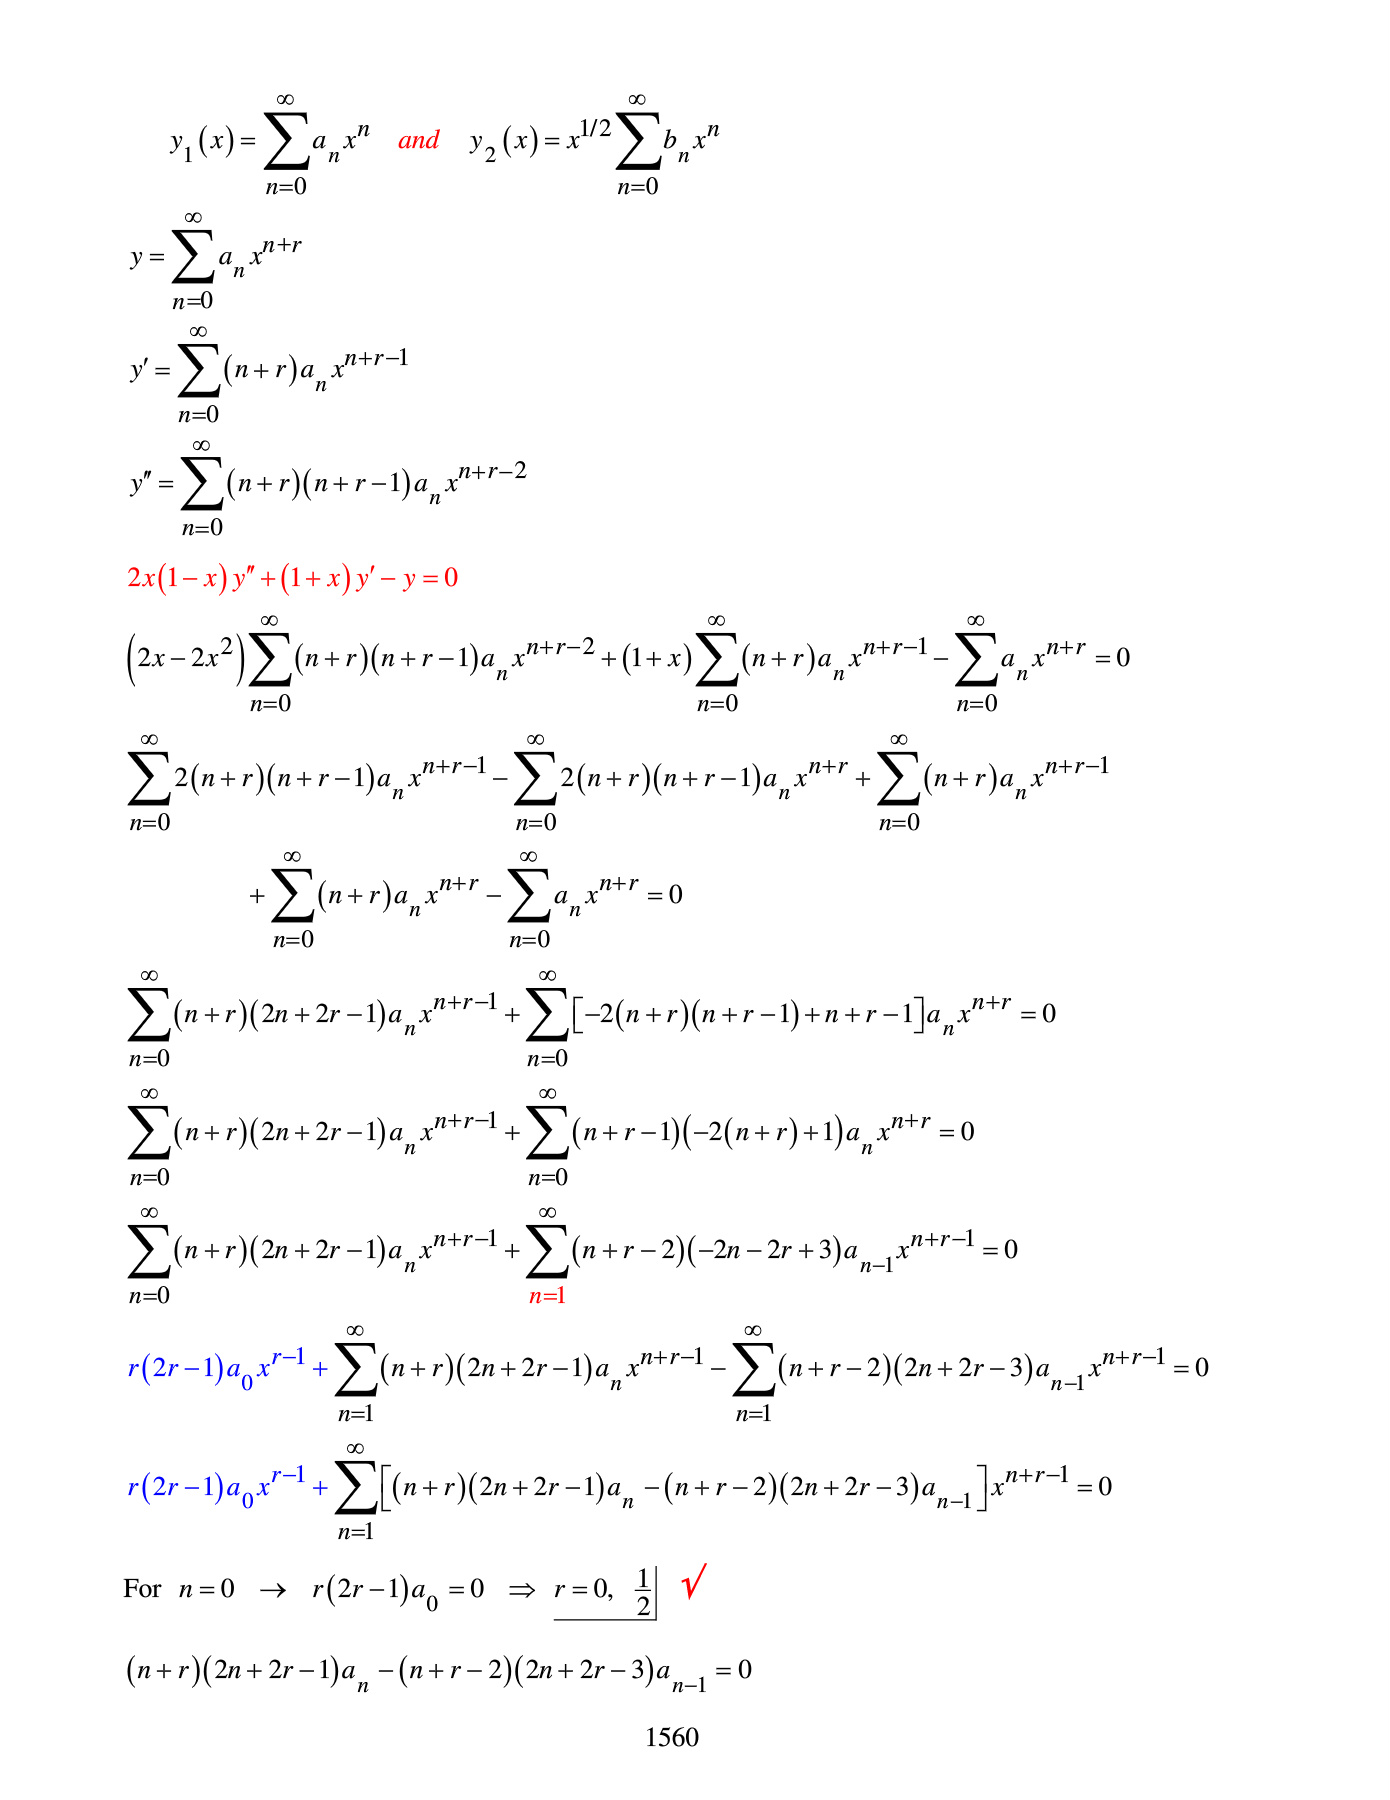 y_1(x) = \sum_{n=0}^{\infty} a_n x^n and y_2(x) = x^{1/2} \sum_{n=0}^{\infty} b_n x^n
y = \sum_{n=0}^{\infty} a_n x^{n+r}
y' = \sum_{n=0}^{\infty} (n+r) a_n x^{n+r-1}
y'' = \sum_{n=0}^{\infty} (n+r)(n+r-1) a_n x^{n+r-2}
2x(1-x)y'' + (1+x)y' - y = 0
(2x-2x^2) \sum_{n=0}^{\infty} (n+r)(n+r-1) a_n x^{n+r-2} + (1+x) \sum_{n=0}^{\infty} (n+r) a_n x^{n+r-1} - \sum_{n=0}^{\infty} a_n x^{n+r} = 0
\sum_{n=0}^{\infty} 2(n+r)(n+r-1) a_n x^{n+r-1} - \sum_{n=0}^{\infty} 2(n+r)(n+r-1) a_n x^{n+r} + \sum_{n=0}^{\infty} (n+r) a_n x^{n+r-1}
+ \sum_{n=0}^{\infty} (n+r) a_n x^{n+r} - \sum_{n=0}^{\infty} a_n x^{n+r} = 0
\sum_{n=0}^{\infty} (n+r)(2n+2r-1) a_n x^{n+r-1} + \sum_{n=0}^{\infty} [-2(n+r)(n+r-1)+n+r-1] a_n x^{n+r} = 0
\sum_{n=0}^{\infty} (n+r)(2n+2r-1) a_n x^{n+r-1} + \sum_{n=0}^{\infty} (n+r-1)(-2(n+r)+1) a_n x^{n+r} = 0
\sum_{n=0}^{\infty} (n+r)(2n+2r-1) a_n x^{n+r-1} + \sum_{n=1}^{\infty} (n+r-2)(-2n-2r+3) a_{n-1} x^{n+r-1} = 0
r(2r-1) a_0 x^{r-1} + \sum_{n=1}^{\infty} (n+r)(2n+2r-1) a_n x^{n+r-1} - \sum_{n=1}^{\infty} (n+r-2)(2n+2r-3) a_{n-1} x^{n+r-1} = 0
r(2r-1) a_0 x^{r-1} + \sum_{n=1}^{\infty} [(n+r)(2n+2r-1) a_n - (n+r-2)(2n+2r-3) a_{n-1}] x^{n+r-1} = 0
For n = 0 → r(2r-1) a_0 = 0 ⇒ r = 0, \frac{1}{2} √
(n+r)(2n+2r-1) a_n - (n+r-2)(2n+2r-3) a_{n-1} = 0
1560